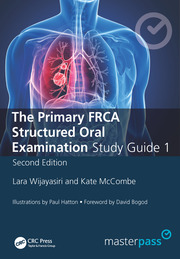 The Primary FRCA
Structured Oral
Examination Study Guide 1
Second Edition
Lara Wijayasiri and Kate McCombe
Illustrations by Paul Hatton • Foreword by David Bogod
CRC Press
Taylor & Francis Group
masterpass